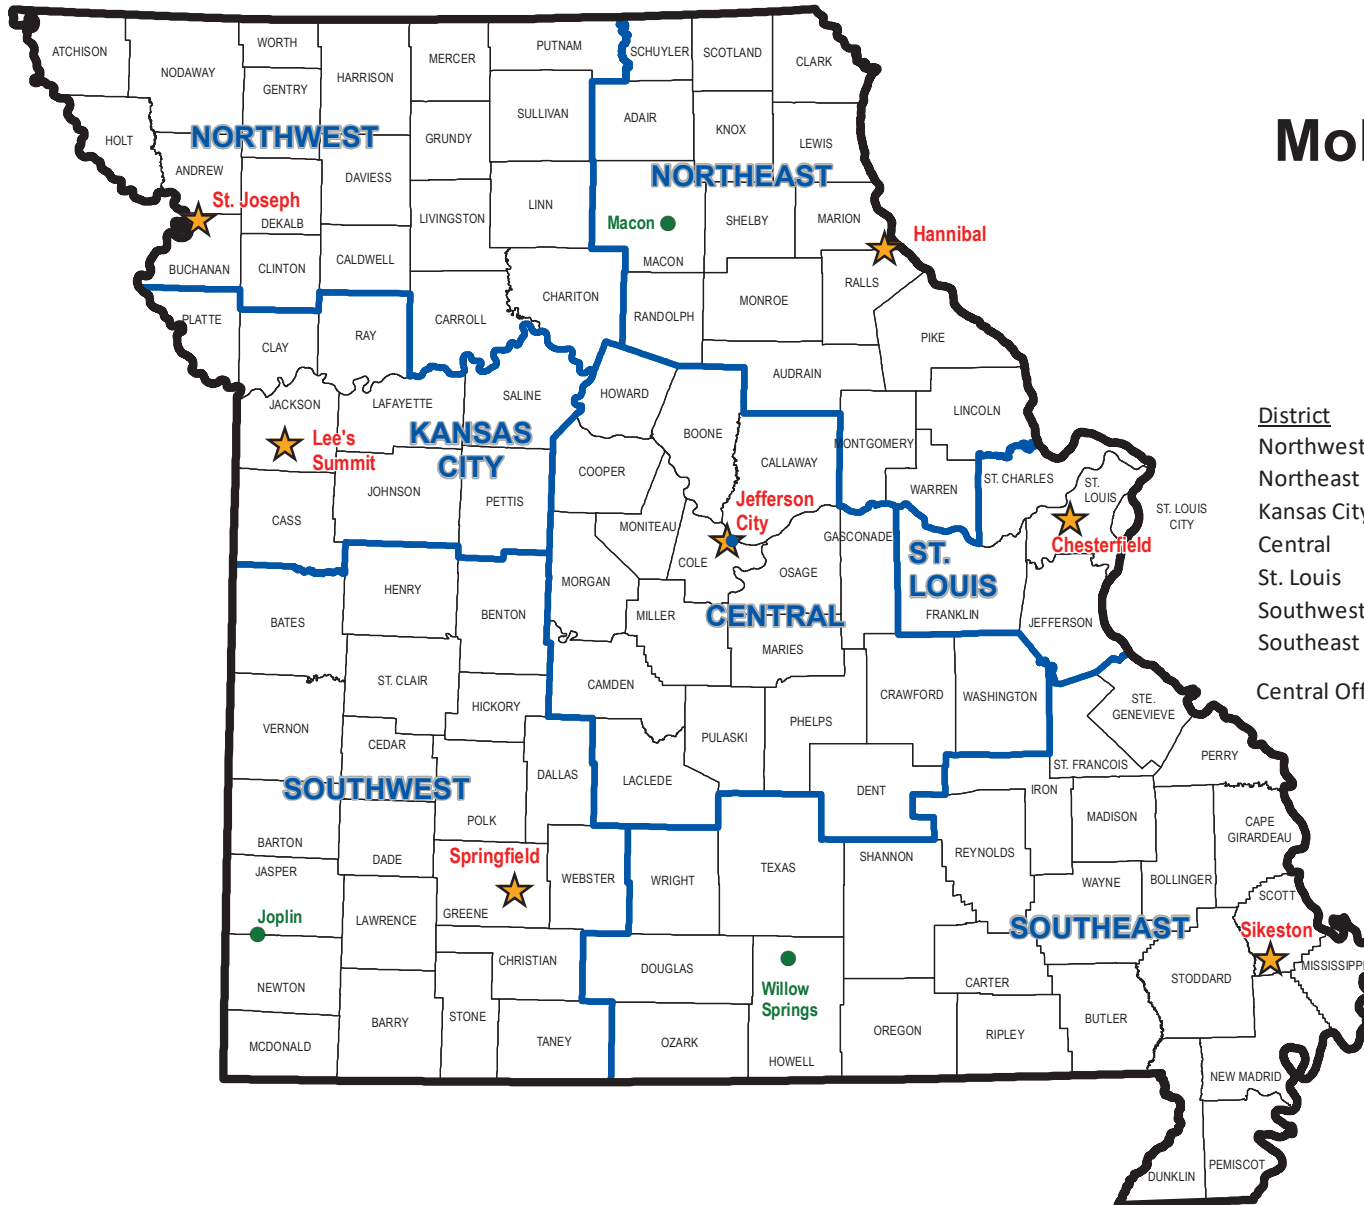 ATCHISON
NODAWAY
WORTH
GENTRY
HARRISON
MERCER
PUTNAM
SCHUYLER
SCOTLAND
CLARK
HOLT
NORTHWEST
ANDREW
DAVIESS
GRUNDY
SULLIVAN
ADAIR
KNOX
LEWIS
NORTHEAST
St. Joseph
DEKALB
LIVINGSTON
LINN
Macon
MACON
SHELBY
MARION
Hannibal
BUCHANAN
CLINTON
CALDWELL
CHARITON
RANDOLPH
MONROE
RALLS
PLATTE
CLAY
RAY
CARROLL
PIKE
AUDRAIN
JACKSON
LAFAYETTE
SALINE
HOWARD
BOONE
Lee's
Summit
KANSAS
CITY
CALLAWAY
MONTGOMERY
LINCOLN
WARREN
ST. CHARLES
ST.
LOUIS
ST. LOUIS
CITY
JOHNSON
PETTIS
COOPER
MONITEAU
Jefferson
City
CASS
COLE
OSAGE
GASCONADE
Chesterfield
ST.
LOUIS
FRANKLIN
JEFFERSON
BATES
HENRY
BENTON
MORGAN
MILLER
CENTRAL
MARIES
ST. CLAIR
HICKORY
CAMDEN
PULASKI
PHELPS
CRAWFORD
WASHINGTON
STE.
GENEVIEVE
VERNON
CEDAR
DALLAS
LACLEDE
DENT
IRON
ST. FRANCOIS
PERRY
SOUTHWEST
POLK
MADISON
CAPE
GIRARDEAU
BARTON
JASPER
DADE
Springfield
GREENE
WEBSTER
WRIGHT
TEXAS
SHANNON
REYNOLDS
WAYNE
BOLLINGER
SCOTT
Joplin
LAWRENCE
SOUTHEAST
Sikeston
MISSISSIPPI
NEWTON
CHRISTIAN
DOUGLAS
Willow
Springs
CARTER
STODDARD
MCDONALD
BARRY
STONE
TANEY
OZARK
HOWELL
OREGON
RIPLEY
BUTLER
NEW MADRID
DUNKLIN
PEMISCOT
MoD
District
Northwest
Northeast
Kansas City
Central
St. Louis
Southwest
Southeast
Central Off